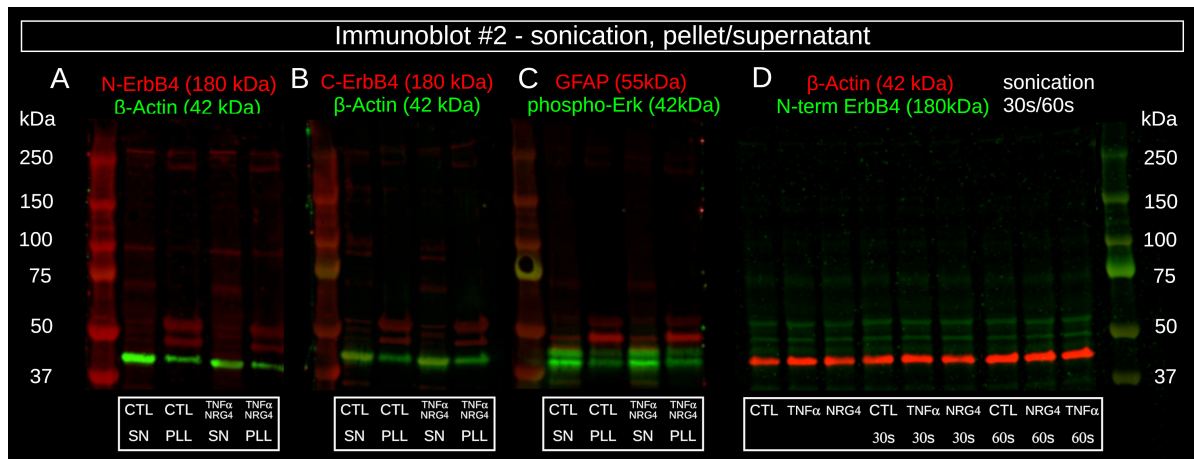 Immunoblot #2 - sonication, pellet/supernatant
A
N-ErbB4 (180 kDa)
β-Actin (42 kDa)
B
C-ErbB4 (180 kDa)
β-Actin (42 kDa)
C
GFAP (55kDa)
phospho-Erk (42kDa)
D
β-Actin (42 kDa)
N-term ErbB4 (180kDa)
sonication
30s/60s
kDa
250
150
100
75
50
37
kDa
250
150
100
75
50
37
CTL CTL TNFα NRG4 TNFα NRG4
SN PLL SN PLL
CTL CTL TNFα NRG4 TNFα NRG4
SN PLL SN PLL
CTL CTL TNFα NRG4 TNFα NRG4
SN PLL SN PLL
CTL TNFα NRG4 CTL TNFα NRG4 CTL NRG4 TNFα
30s 30s 30s 60s 60s 60s